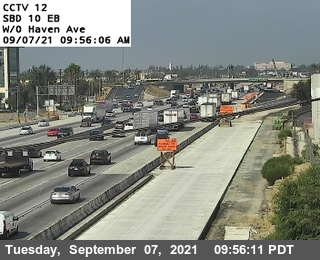 CCTV 12
SBD 10 EB
W/O Haven Ave
09/07/21 09:56:06 AM
Tuesday, September 07, 2021 09:56:11 PDT